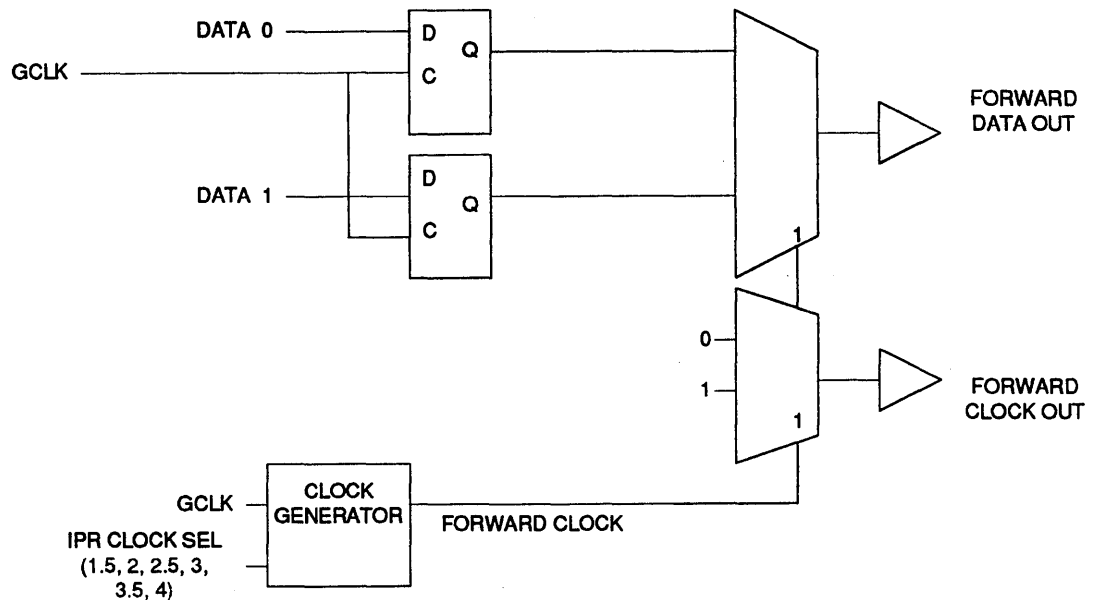 DATA 0
D
Q
GCLK
C
FORWARD
DATA OUT
D
DATA 1
Q
C
1
0
1
FORWARD
CLOCK OUT
1
CLOCK
GENERATOR
GCLK
FORWARD CLOCK
IPR CLOCK SEL
(1.5, 2, 2.5, 3,
3.5, 4)